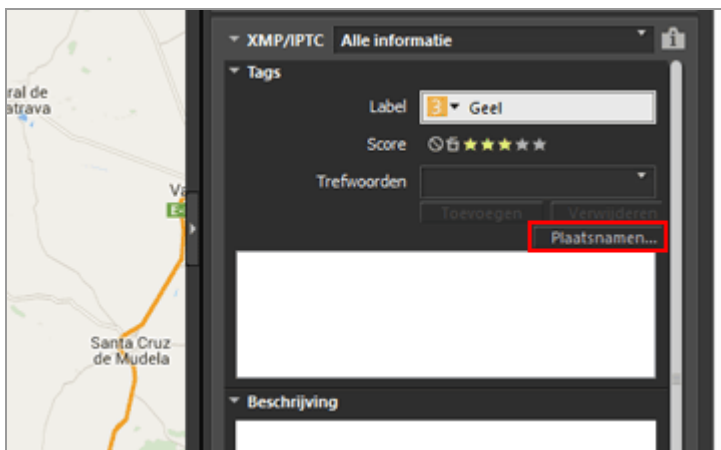 XMP/IPTC Alle informatie
Tags
ral de
atrava
Label 3 Geel
Score
Trefwoorden
Va
E-
Toevoegen Verwijderen
Plaatsnamen...
Santa Cruz
de Mudela
Beschrijving